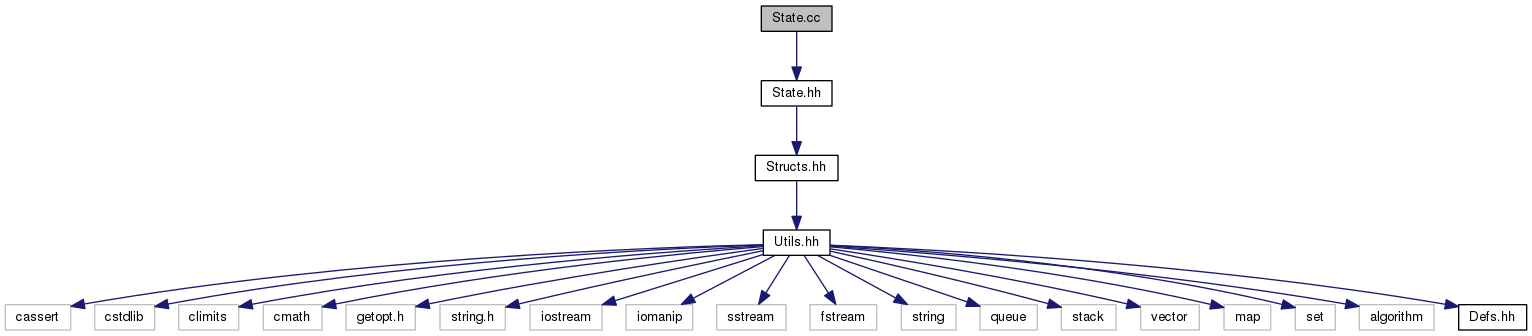 State.cc
State.hh
Structs.hh
Utils.hh
cassert cstdlib climits cmath getopt.h string.h iostream iomanip sstream fstream string queue stack vector map set algorithm Defs.hh